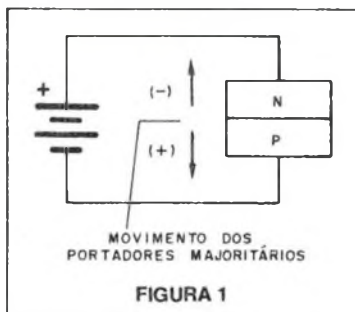 +
(-)
N
P
(+)
MOVIMENTO DOS
PORTADORES MAJORITÁRIOS
FIGURA 1